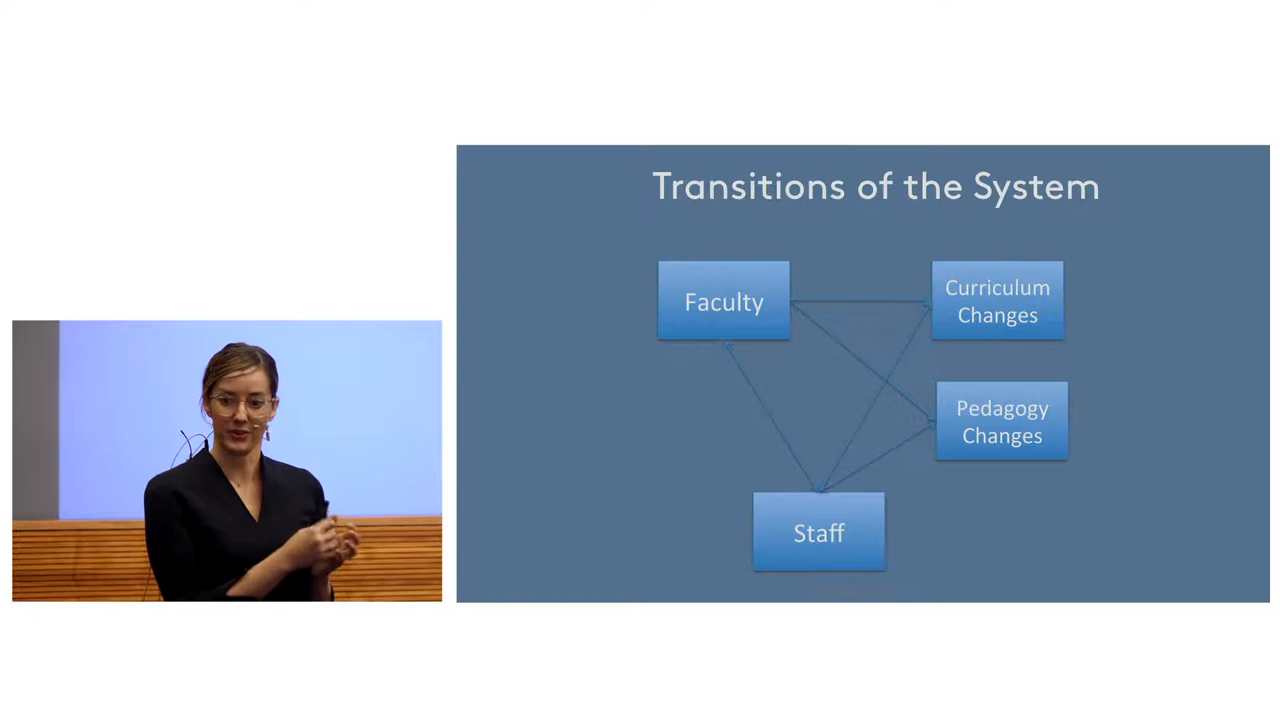 Transitions of the System
Faculty
Curriculum
Changes
Pedagogy
Changes
Staff